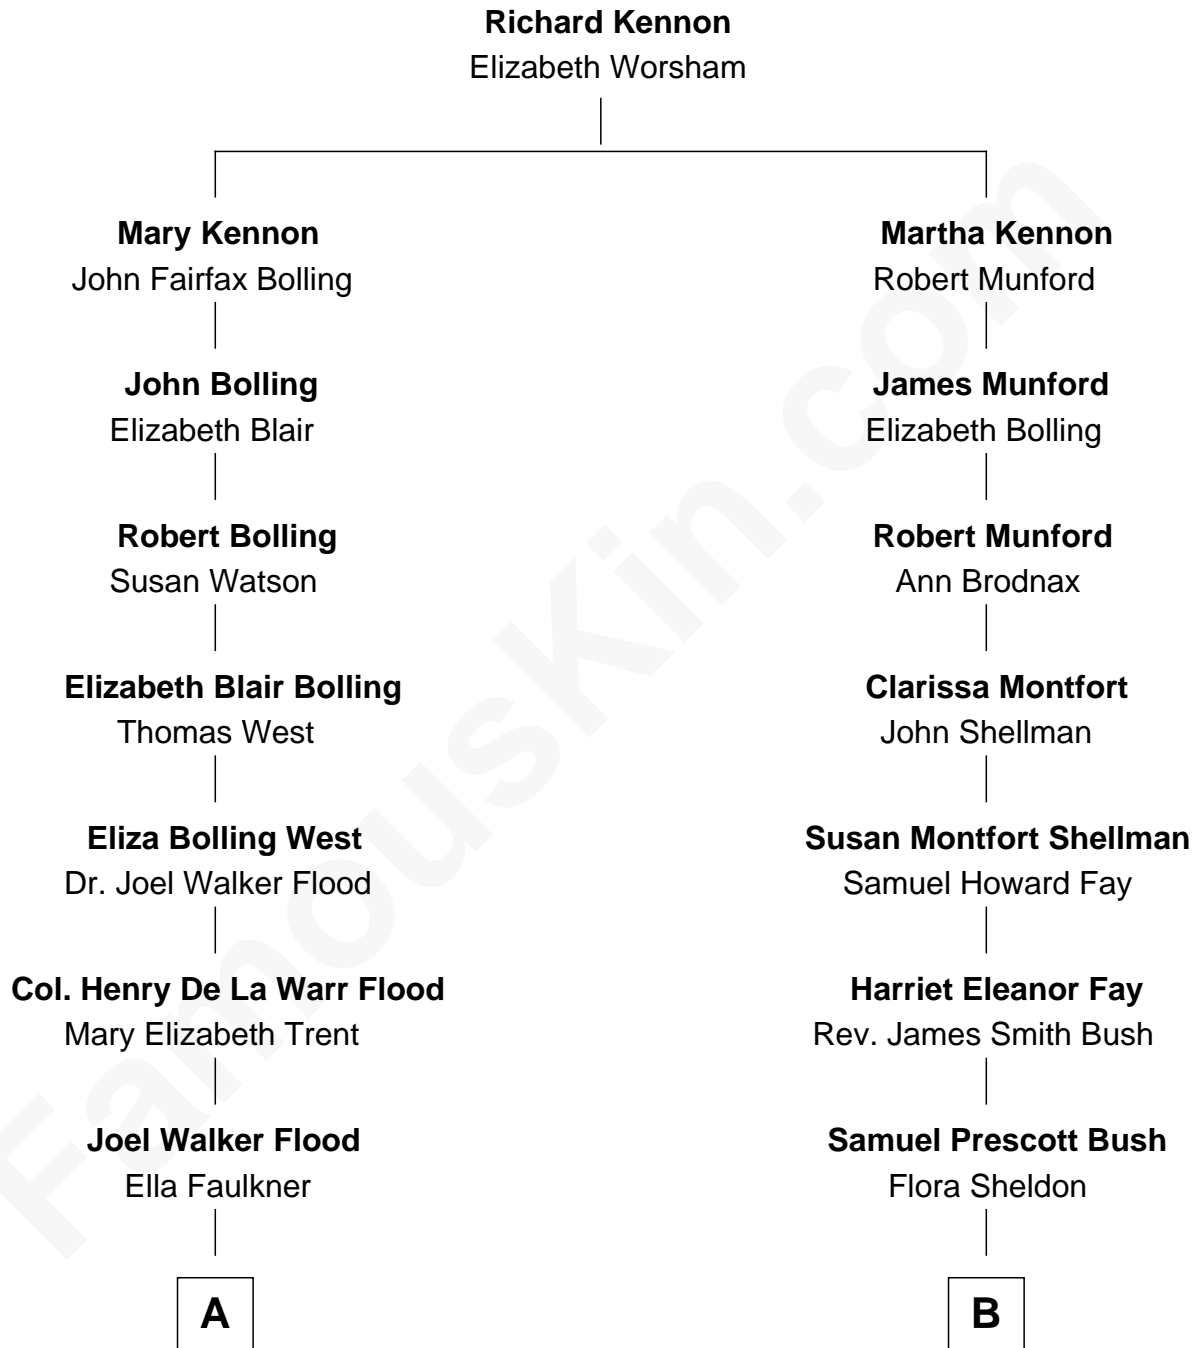 Richard Kennon
Elizabeth Worsham
Mary Kennon
John Fairfax Bolling
Martha Kennon
Robert Munford
John Bolling
Elizabeth Blair
James Munford
Elizabeth Bolling
Robert Bolling
Susan Watson
Robert Munford
Ann Brodnax
Elizabeth Blair Bolling
Thomas West
Clarissa Montfort
John Shellman
Eliza Bolling West
Dr. Joel Walker Flood
Susan Montfort Shellman
Samuel Howard Fay
Col. Henry De La Warr Flood
Mary Elizabeth Trent
Harriet Eleanor Fay
Rev. James Smith Bush
Joel Walker Flood
Ella Faulkner
Samuel Prescott Bush
Flora Sheldon
A
B
FamousKin.com